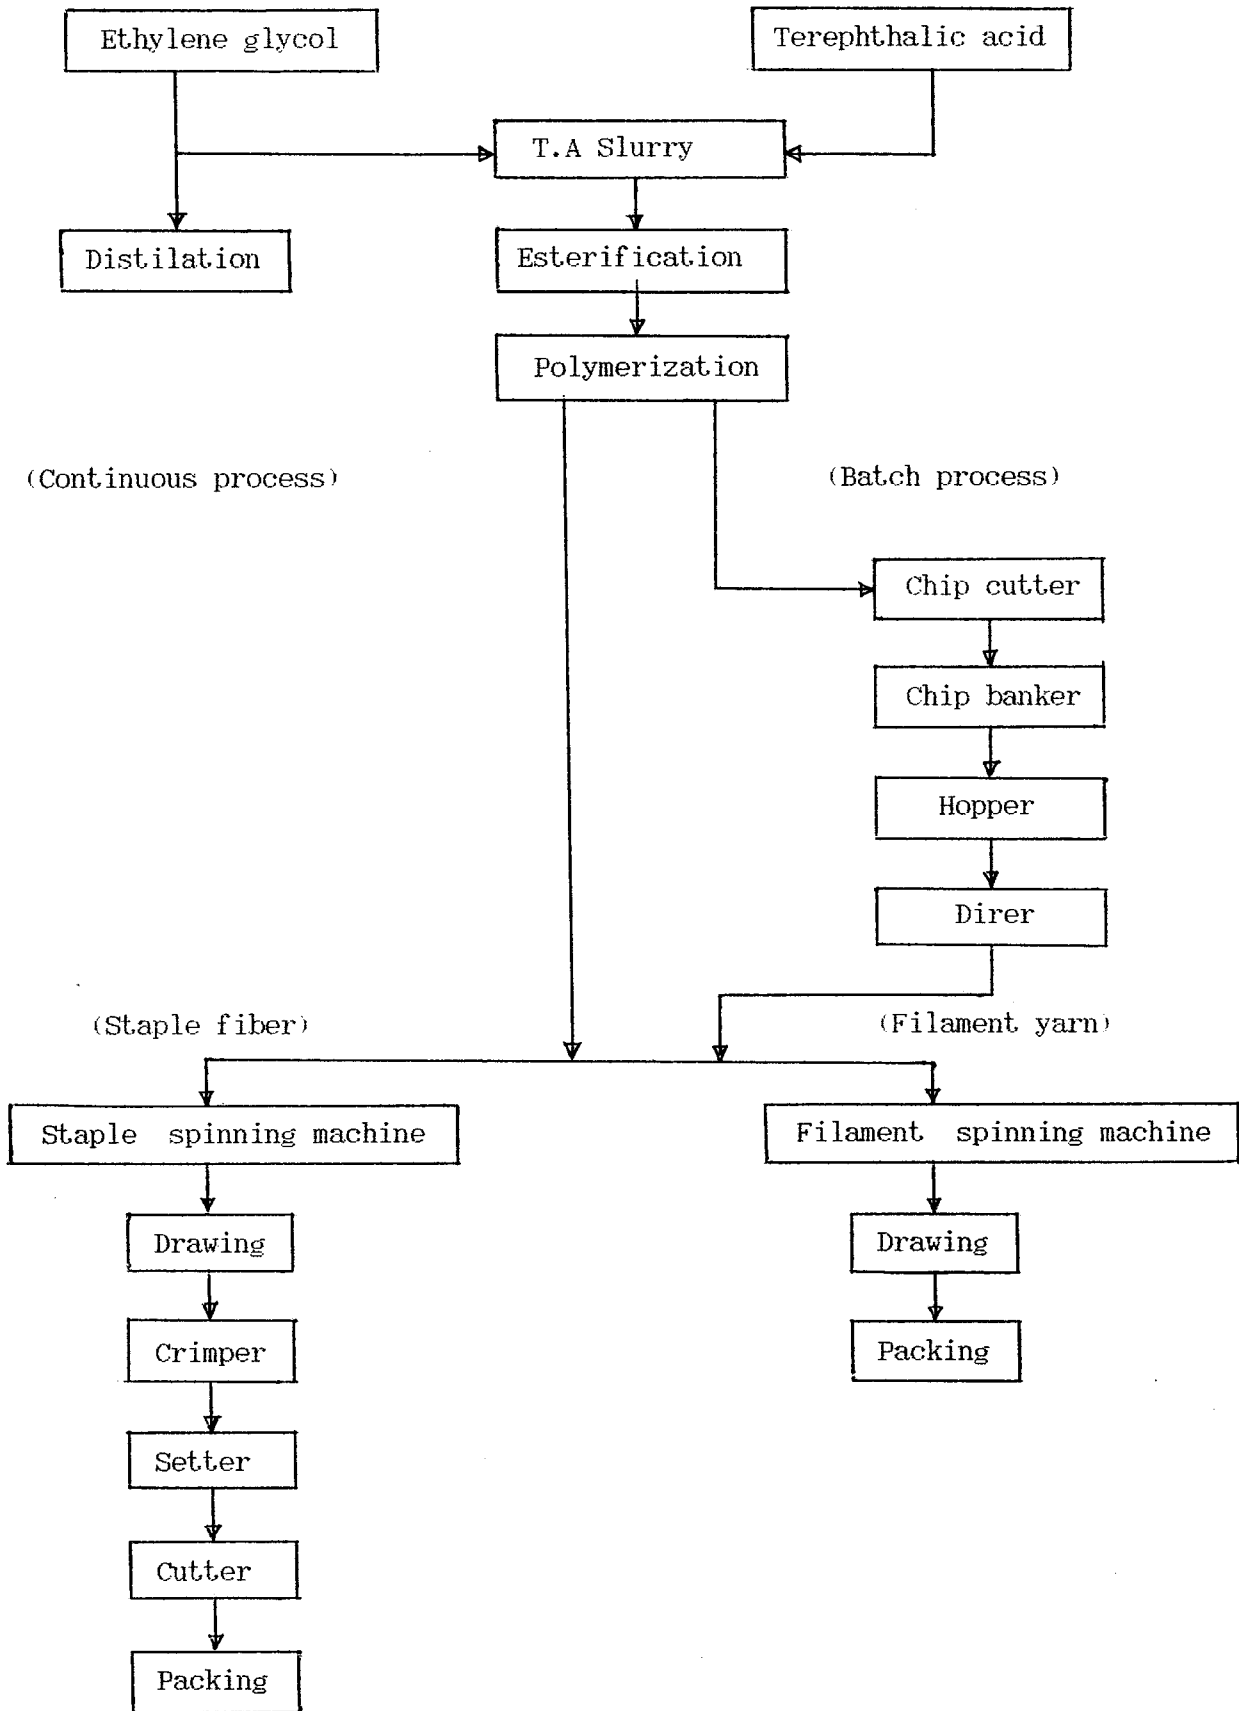 Ethylene glycol
Terephthalic acid
T.A Slurry
Distilation
Esterification
Polymerization
(Continuous process)
(Batch process)
Chip cutter
Chip banker
Hopper
Direr
(Staple fiber)
(Filament yarn)
Staple spinning machine
Filament spinning machine
Drawing
Drawing
Crimper
Packing
Setter
Cutter
Packing